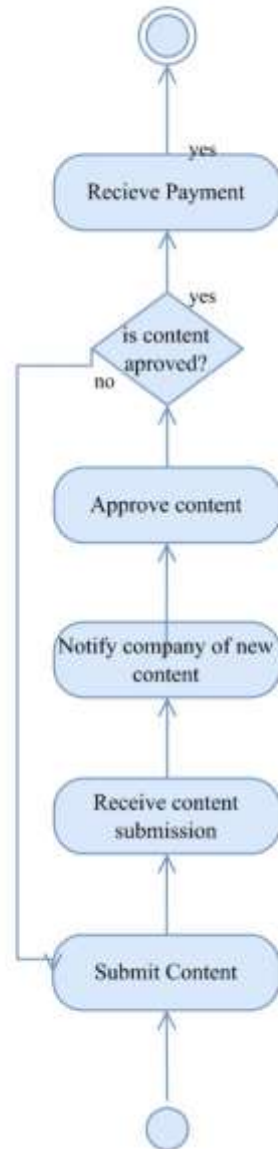 yes
Recieve Payment
yes
is content
aproved?
no
Approve content
Notify company of new
content
Receive content
submission
Submit Content